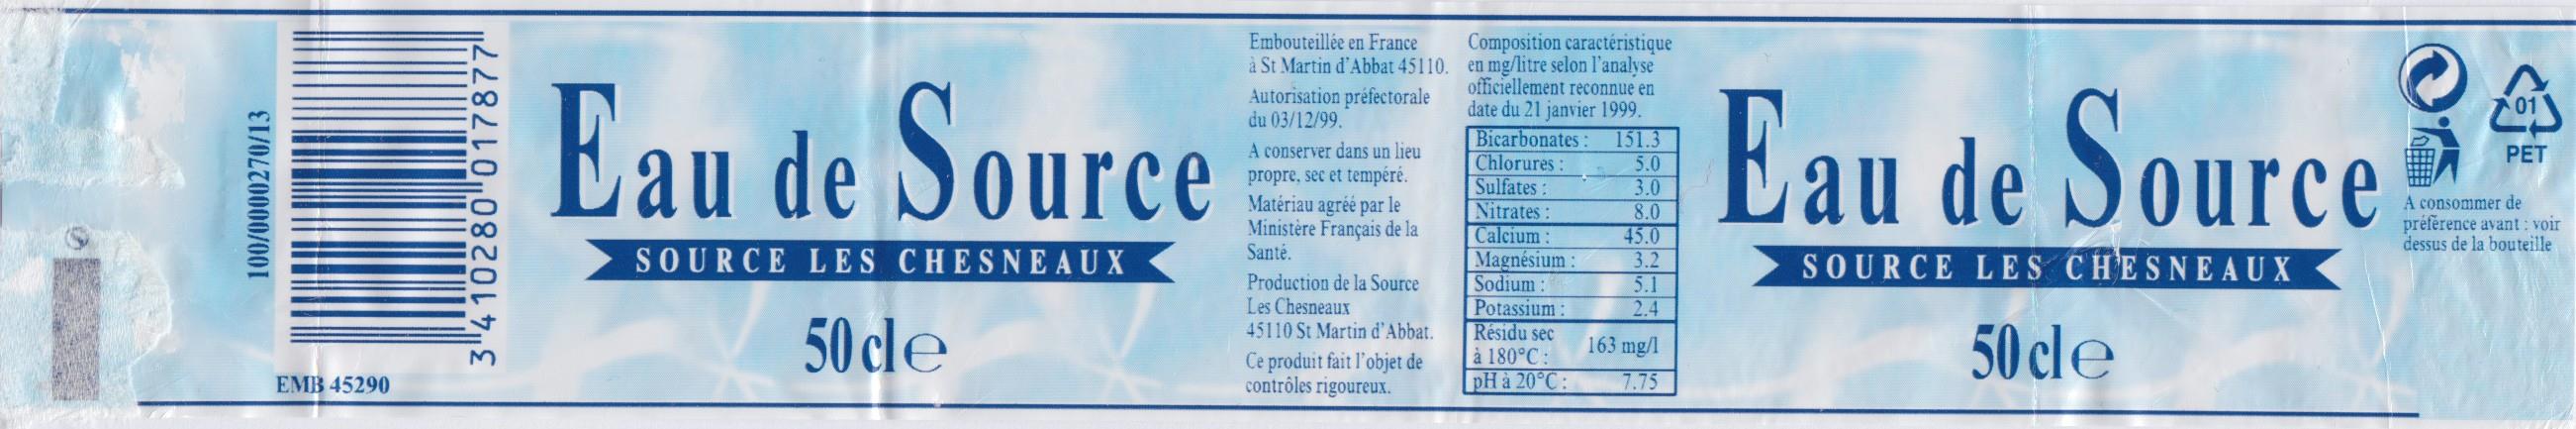 100/0000270/13
3 410280 017877
EMB 45290
Eau de Source
SOURCE LES CHESNEAUX
50 cl e
Embouteillée en France
à St Martin d'Abbat 45110.
Autorisation préfectorale
du 03/12/99.
A conserver dans un lieu
propre, sec et tempéré.
Matériau agréé par le
Ministère Français de la
Santé.
Production de la Source
Les Chesneaux
45110 St Martin d'Abbat.
Ce produit fait l'objet de
contrôles rigoureux.
Composition caractéristique
en mg/litre selon l'analyse
officiellement reconnue en
date du 21 janvier 1999.
Bicarbonates : 151.3
Chlorures : 5.0
Sulfates : 3.0
Nitrates : 8.0
Calcium : 45.0
Magnésium : 3.2
Sodium : 5.1
Potassium : 2.4
Résidu sec
à 180°C : 163 mg/l
pH à 20°C : 7.75
Eau de Source
SOURCE LES CHESNEAUX
50 cl e
01
PET
A consommer de
préférence avant : voir
dessus de la bouteille